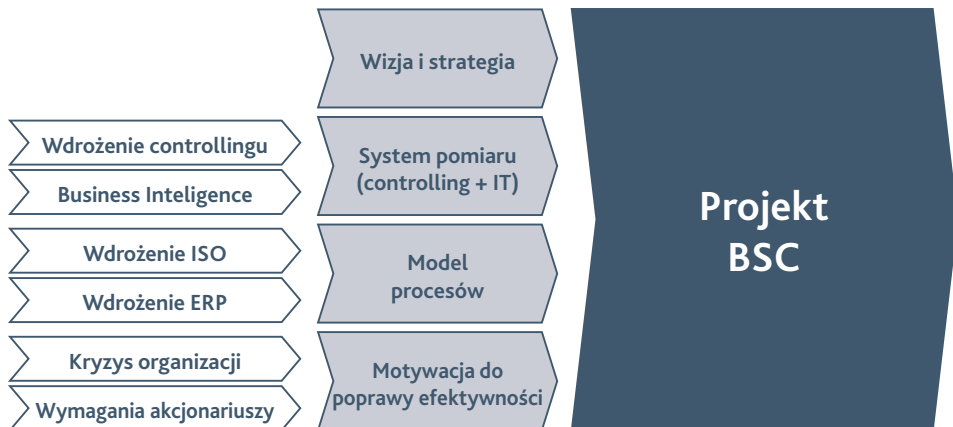 Wizja i strategia
Wdrożenie controllingu
Business Inteligence
System pomiaru
(controlling + IT)
Wdrożenie ISO
Wdrożenie ERP
Model
procesów
Kryzys organizacji
Wymagania akcjonariuszy
Motywacja do
poprawy efektywności
Projekt
BSC